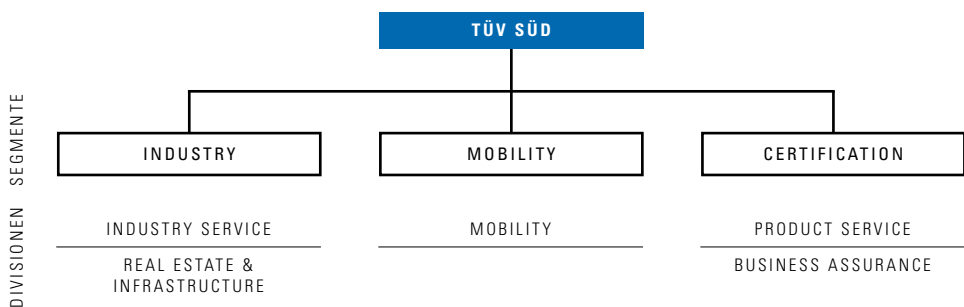 TÜV SÜD
SEGMENTE
INDUSTRY
MOBILITY
CERTIFICATION
DIVISIONEN
INDUSTRY SERVICE
MOBILITY
PRODUCT SERVICE
REAL ESTATE &
INFRASTRUCTURE
BUSINESS ASSURANCE